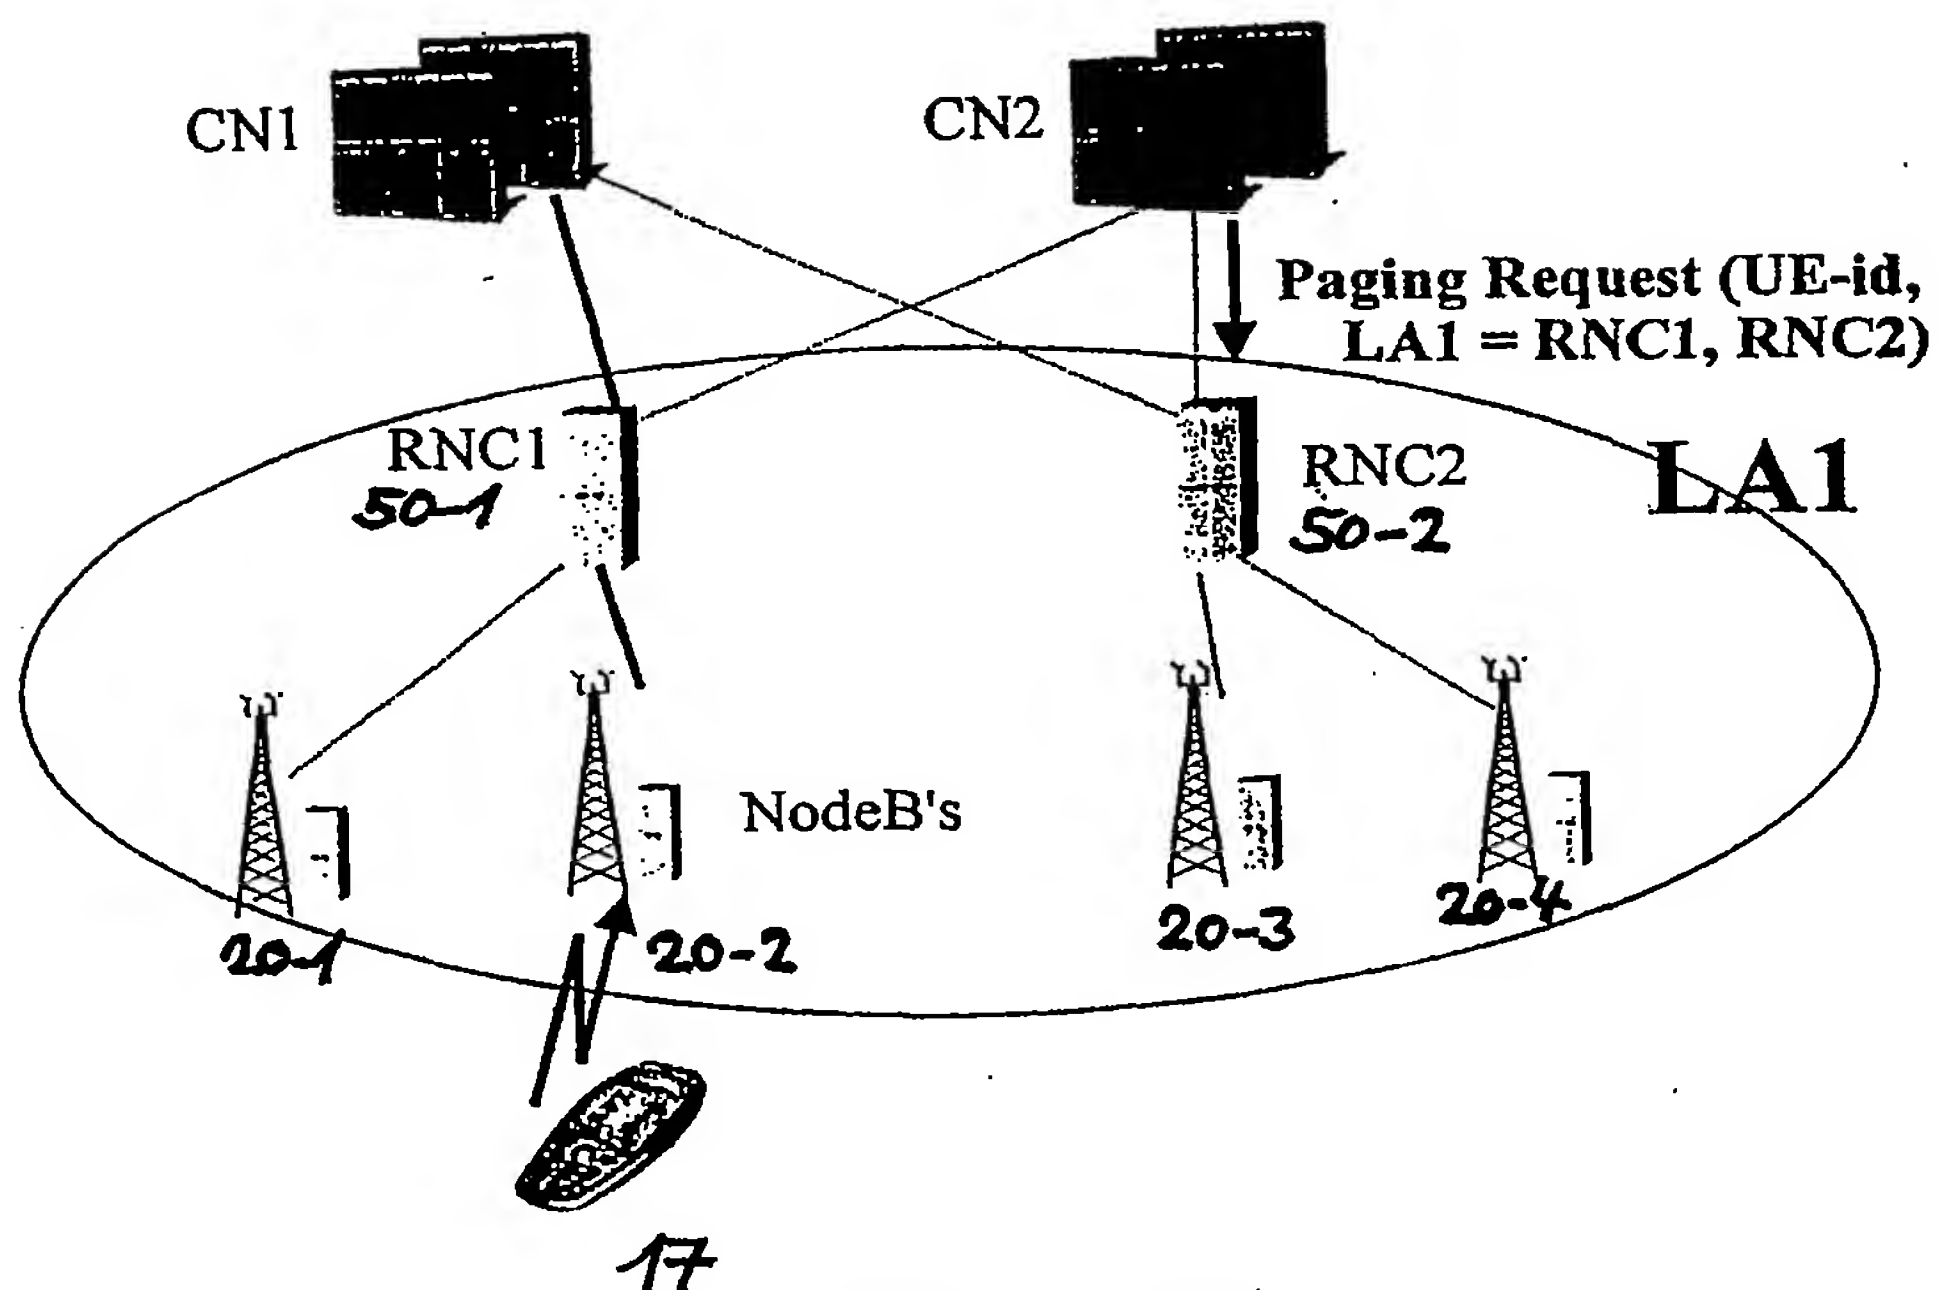 CN1
CN2
Paging Request (UE-id,
LA1 = RNC1, RNC2)
RNC1
50-1
RNC2
50-2
LA1
NodeB's
20-1
20-2
20-3
20-4
17